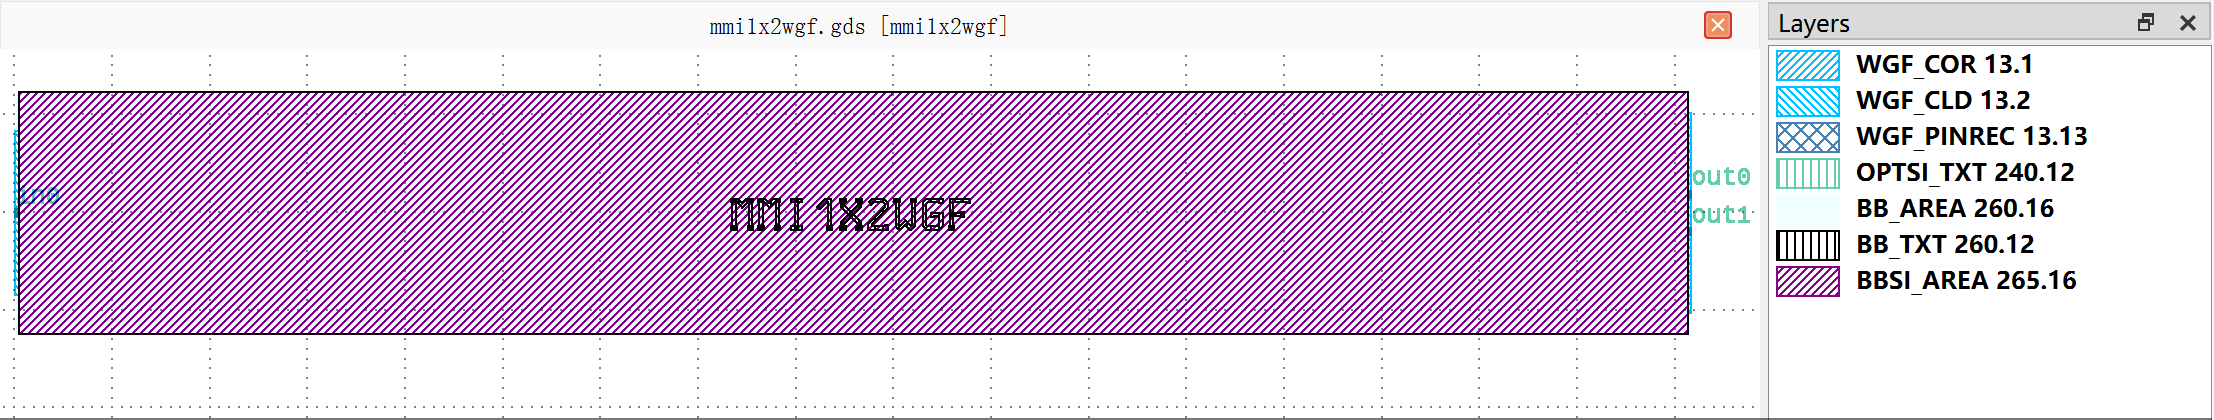 mmi1x2wgf.gds [mmi1x2wgf]
in0
MMI 1X2WGF
out0
out1
Layers
WGF_COR 13.1
WGF_CLD 13.2
WGF_PINREC 13.13
OPTSI_TXT 240.12
BB_AREA 260.16
BB_TXT 260.12
BBSI_AREA 265.16